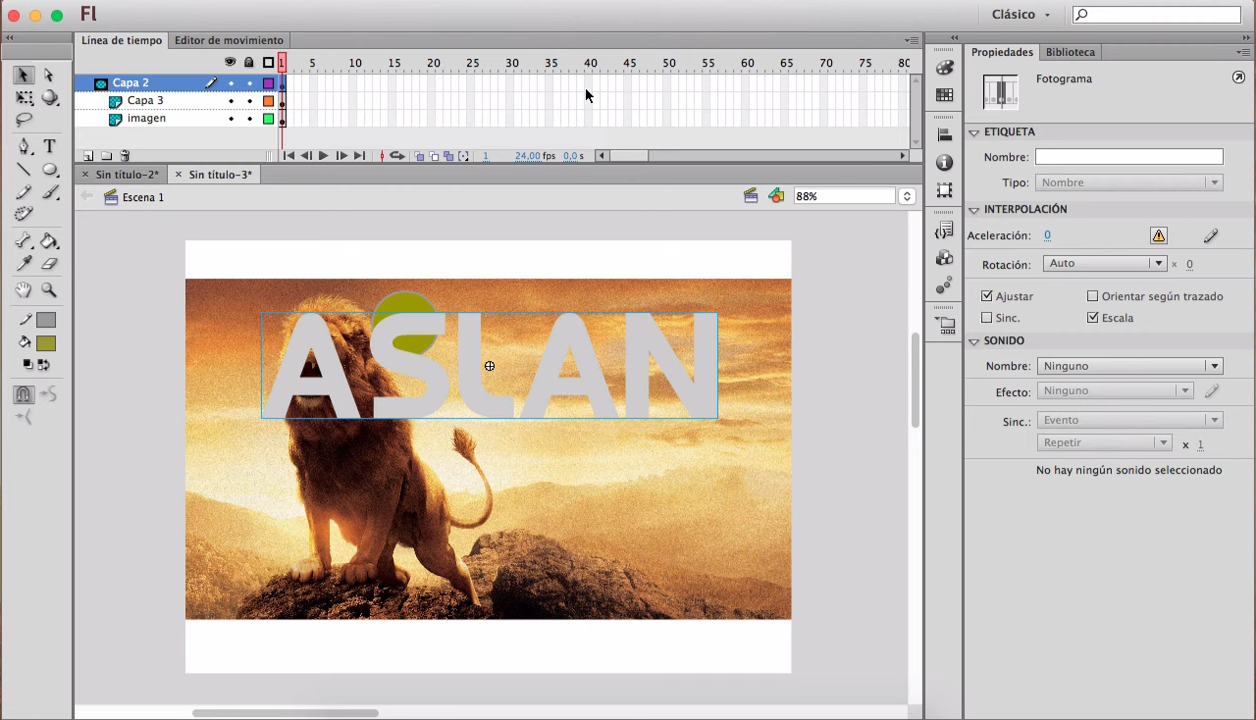 Fl
Clásico
Línea de tiempo Editor de movimiento
1 5 10 15 20 25 30 35 40 45 50 55 60 65 70 75 80
Capa 2
Capa 3
imagen
1 24,00 fps 0,0 s
Sin título-2* Sin título-3*
Escena 1
88%
ASLAN
Propiedades Biblioteca
Fotograma
ETIQUETA
Nombre:
Tipo: Nombre
INTERPOLACIÓN
Aceleración: 0
Rotación: Auto x 0
Ajustar Orientar según trazado
Sinc. Escala
SONIDO
Nombre: Ninguno
Efecto: Ninguno
Sinc.: Evento
Repetir x 1
No hay ningún sonido seleccionado